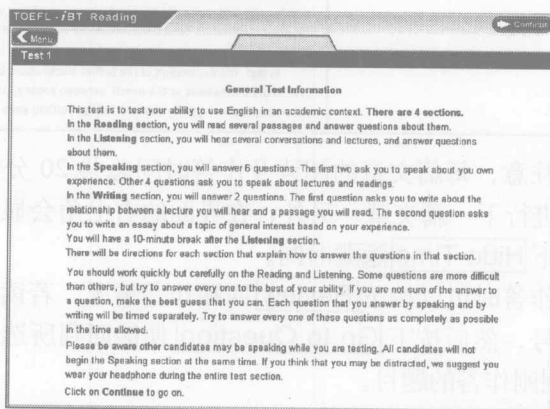 TOEFL-iBT Reading
Continue
Menu
Test 1
General Test Information
This test is to test your ability to use English in an academic context. There are 4 sections.
In the Reading section, you will read several passages and answer questions about them.
In the Listening section, you will hear several conversations and lectures, and answer questions
about them.
In the Speaking section, you will answer 6 questions. The first two ask you to speak about you own
experience. Other 4 questions ask you to speak about lectures and readings.
In the Writing section, you will answer 2 questions. The first question asks you to write about the
relationship between a lecture you will hear and a passage you will read. The second question asks
you to write an essay about a topic of general interest based on your experience.
You will have a 10-minute break after the Listening section.
There will be directions for each section that explain how to answer the questions in that section.
You should work quickly but carefully on the Reading and Listening. Some questions are more difficult
than others, but try to answer every one to the best of your ability. If you are not sure of the answer to
a question, make the best guess that you can. Each question that you answer by speaking and by
writing will be timed separately. Try to answer every one of these questions as completely as possible
in the time allowed.
Please be aware other candidates may be speaking while you are testing. All candidates will not
begin the Speaking section at the same time. If you think that you may be distracted, we suggest you
wear your headphone during the entire test section.
Click on Continue to go on.